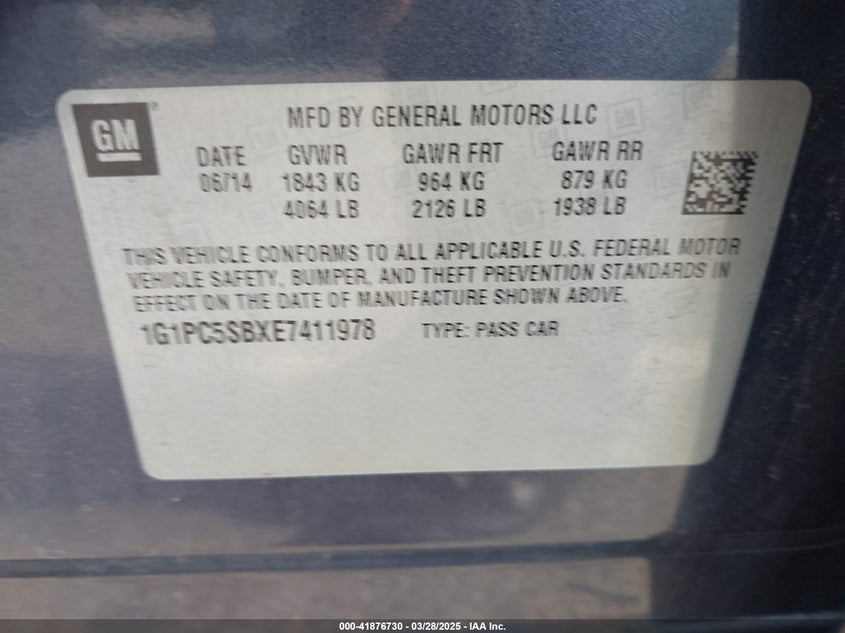 GM®
MFD BY GENERAL MOTORS LLC
DATE GVWR GAWR FRT GAWR RR
06/14 1843 KG 964 KG 879 KG
4064 LB 2126 LB 1938 LB
THIS VEHICLE CONFORMS TO ALL APPLICABLE U.S. FEDERAL MOTOR
VEHICLE SAFETY, BUMPER, AND THEFT PREVENTION STANDARDS IN
EFFECT ON THE DATE OF MANUFACTURE SHOWN ABOVE.
1G1PC5SBXE7411978 TYPE: PASS CAR
000-41876730 - 03/28/2025 - IAA Inc.